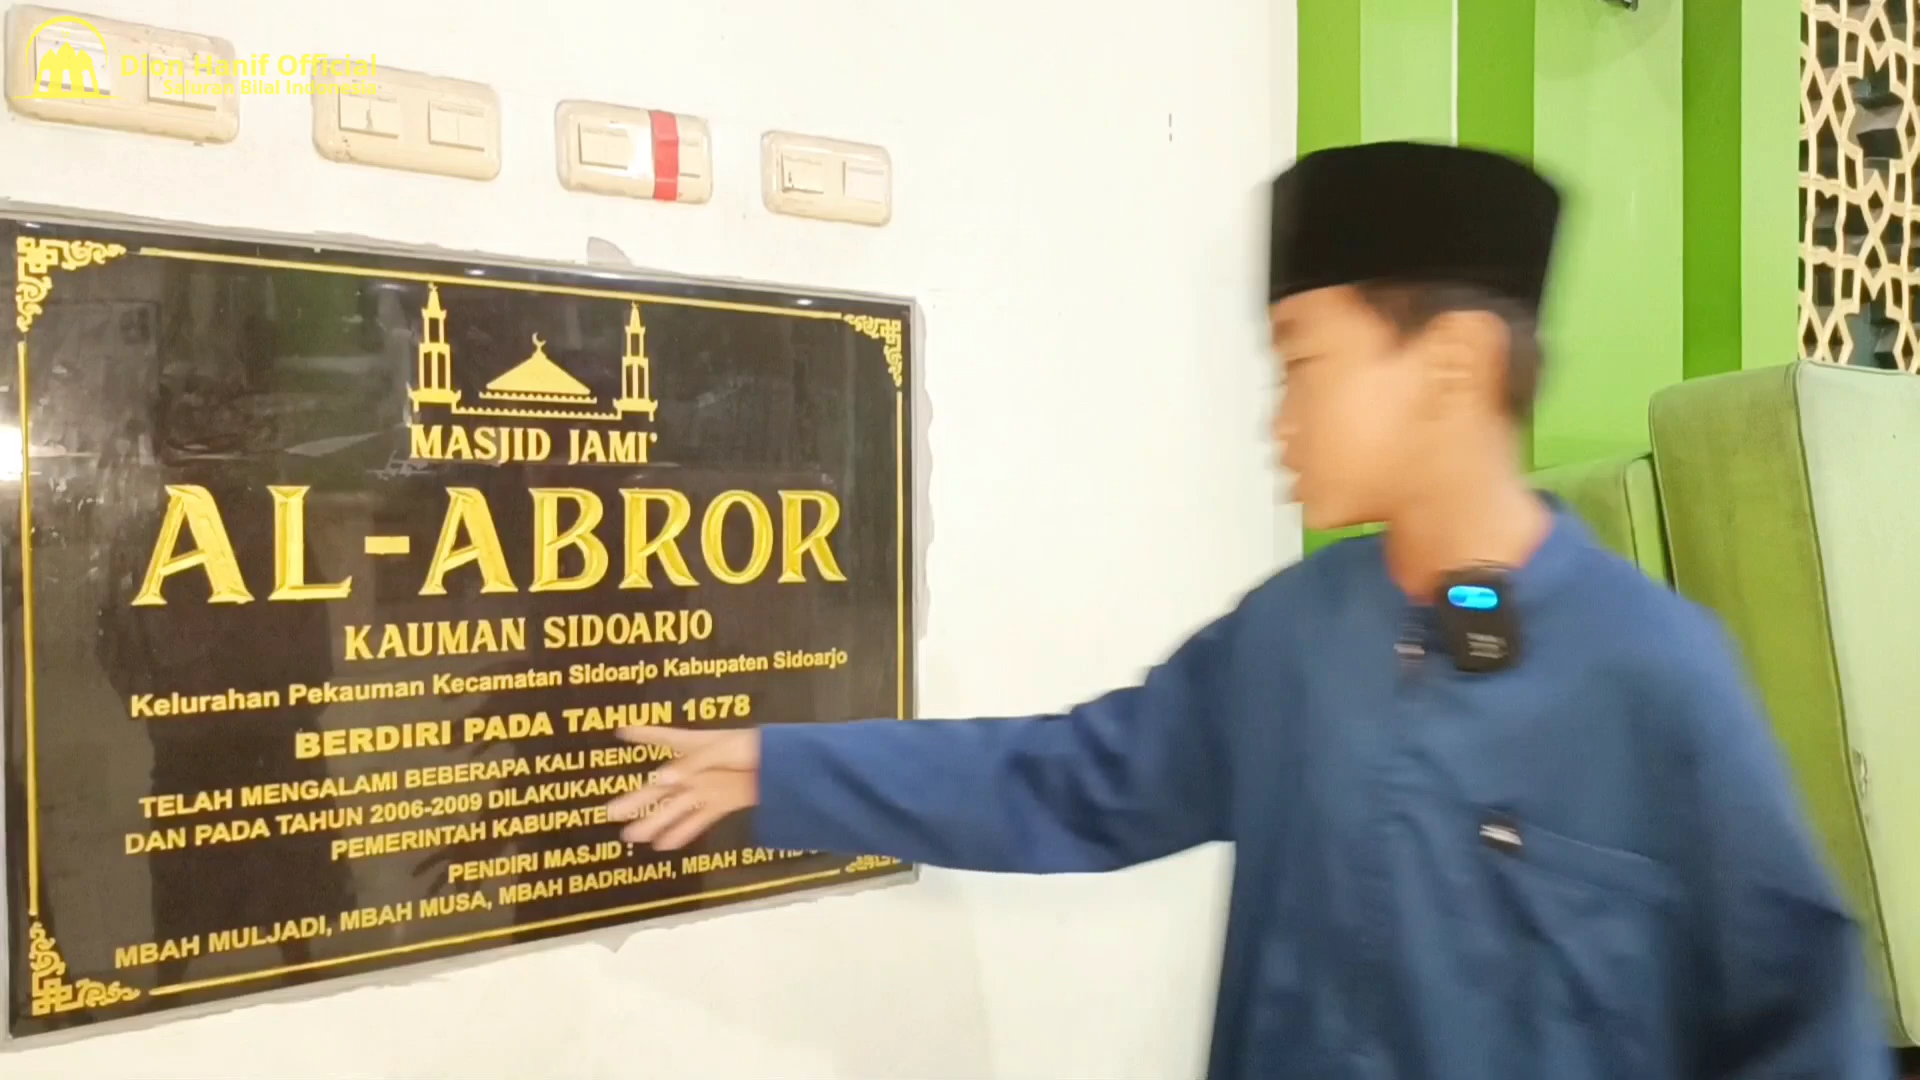 Dion Hanif Official
Saluran Bilal Indonesia
MASJID JAMI'
AL-ABROR
KAUMAN SIDOARJO
Kelurahan Pekauman Kecamatan Sidoarjo Kabupaten Sidoarjo
BERDIRI PADA TAHUN 1678
TELAH MENGALAMI BEBERAPA KALI
DAN PADA TAHUN 2006-2009 DILAKUKAKAN
PEMERINTAH KABUPATEN
PENDIRI MASJID :
MBAH MULJADI, MBAH MUSA, MBAH BADRIJAH, MBAH